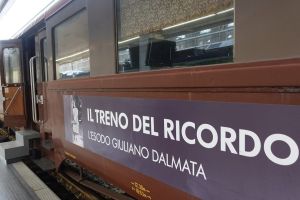 IL TRENO DEL RICORDO
L'ESODO GIULIANO DALMATA